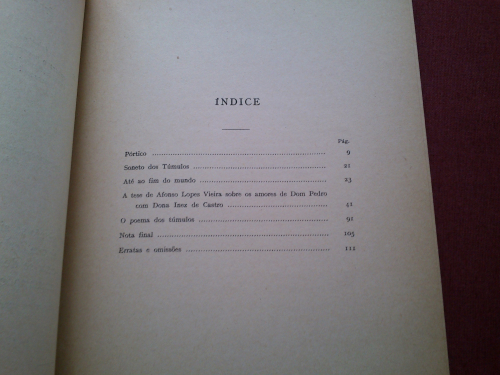 ÍNDICE
Pág.
Pórtico 9
Soneto dos Túmulos 21
Até ao fim do mundo 23
A tese de Afonso Lopes Vieira sobre os amores de Dom Pedro
com Dona Inez de Castro 41
O poema dos túmulos 91
Nota final 105
Erratas e omissões 112